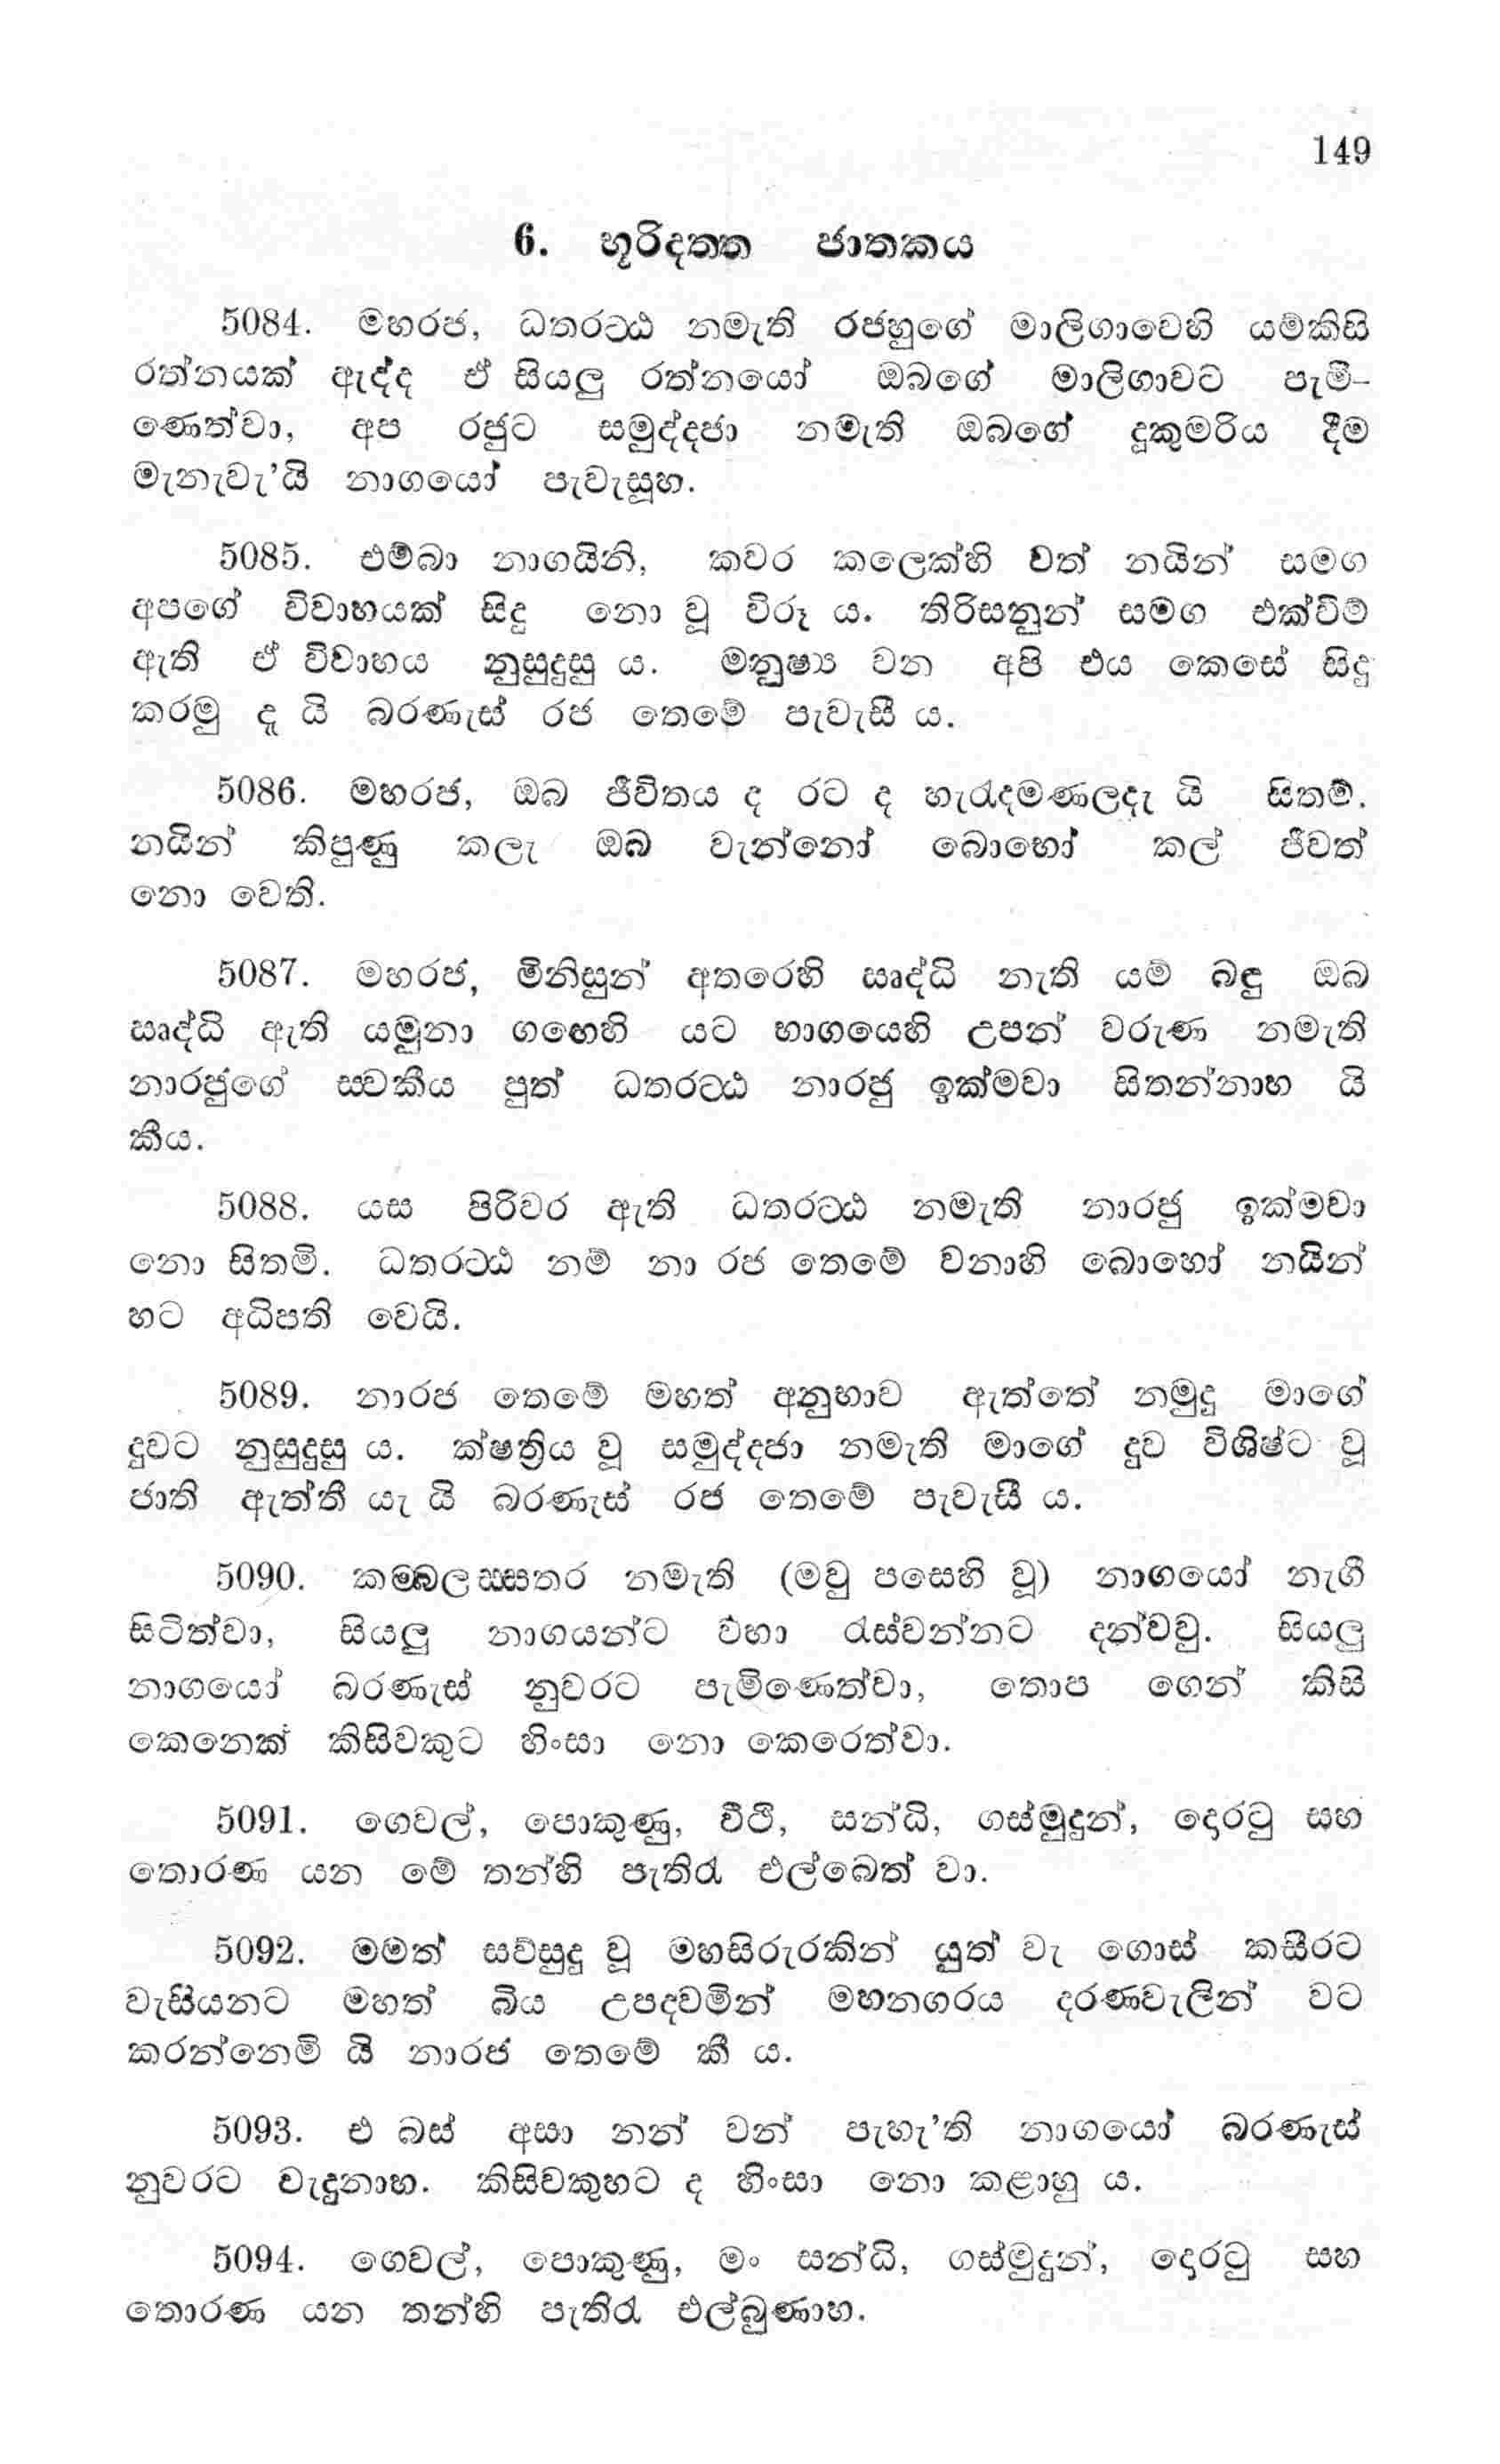 149
6. භූරිදත්ත ජාතකය
5084. මහරජ, ධතරට්ඨ නමැති රජහුගේ මාලිගාවෙහි යම්කිසි
රත්නයක් ඇද්ද ඒ සියලු රත්නයෝ ඔබගේ මාලිගාවට පැමි-
ණෙත්වා, අප රජුට සමුද්දජා නමැති ඔබගේ දූකුමරිය දීම
මැනැවැ'යි නාගයෝ පැවැසූහ.
5085. එම්බා නාගයිනි, කවර කලෙක්හි වත් නයින් සමග
අපගේ විවාහයක් සිදු නො වූ විරූ ය. තිරිසනුන් සමග එක්වීම්
ඇති ඒ විවාහය නුසුදුසු ය. මනුෂ්‍ය වන අපි එය කෙසේ සිදු
කරමු දැ යි බරණැස් රජ තෙමේ පැවැසී ය.
5086. මහරජ, ඔබ ජීවිතය ද රට ද හැරැදමණලදැ යි සිතම්.
නයින් කිපුණු කලැ ඔබ වැන්නෝ බොහෝ කල් ජීවත්
නො වෙති.
5087. මහරජ, මිනිසුන් අතරෙහි ඍද්ධි නැති යම් බඳු ඔබ
ඍද්ධි ඇති යමුනා ගඟෙහි යට භාගයෙහි උපන් වරුණ නමැති
නාරජුගේ ස්වකීය පුත් ධතරට්ඨ නාරජු ඉක්මවා සිතන්නාහ යි
කීය.
5088. යස පිරිවර ඇති ධතරට්ඨ නමැති නාරජු ඉක්මවා
නො සිතමි. ධතරට්ඨ නම් නා රජ තෙමේ වනාහි බොහෝ නයින්
හට අධිපති වෙයි.
5089. නාරජ තෙමේ මහත් අනුභාව ඇත්තේ නමුදු මාගේ
දුවට නුසුදුසු ය. ක්ෂත්‍රිය වූ සමුද්දජා නමැති මාගේ දුව විශිෂ්ට වූ
ජාති ඇත්තී යැ යි බරණැස් රජ තෙමේ පැවැසී ය.
5090. කම්බලස්සතර නමැති (මවු පසෙහි වූ) නාගයෝ නැගී
සිටිත්වා, සියලු නාගයන්ට වහා රැස්වන්නට දන්වවු. සියලු
නාගයෝ බරණැස් නුවරට පැමිණෙත්වා, තොප ගෙන් කිසි
කෙනෙක් කිසිවකුට හිංසා නො කෙරෙත්වා.
5091. ගෙවල්, පොකුණු, වීථි, සන්ධි, ගස්මුදුන්, දොරටු සහ
තොරණ යන මේ තන්හි පැතිරැ එල්බෙත් වා.
5092. මමත් සව්සුදු වූ මහසිරුරකින් යුත් වැ ගොස් කසීරට
වැසියනට මහත් බිය උපදවමින් මහනගරය දරණවැලින් වට
කරන්නෙමි යි නාරජ තෙමේ කී ය.
5093. එ බස් අසා නන් වන් පැහැ'ති නාගයෝ බරණැස්
නුවරට වැදුනාහ. කිසිවකුහට ද හිංසා නො කළාහු ය.
5094. ගෙවල්, පොකුණු, මං සන්ධි, ගස්මුදුන්, දොරටු සහ
තොරණ යන තන්හි පැතිරැ එල්බුණාහ.